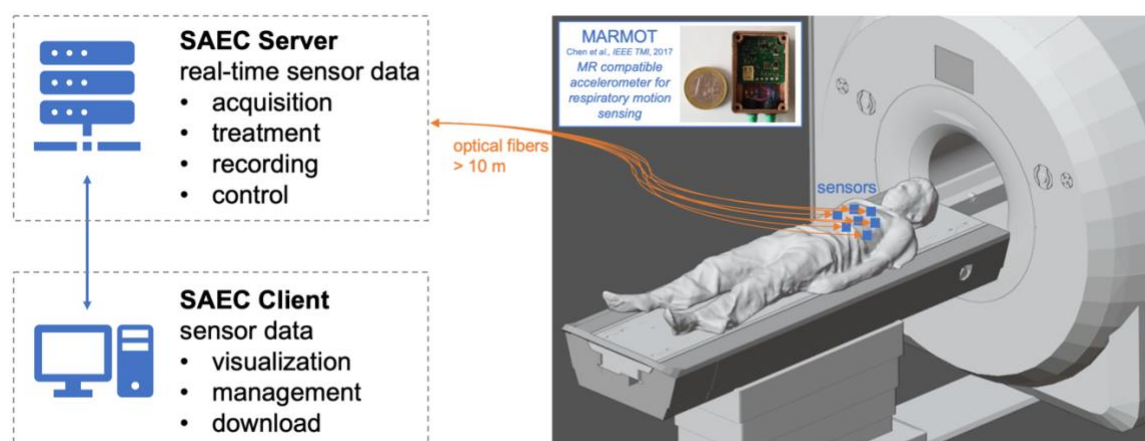 SAEC Server
real-time sensor data
• acquisition
• treatment
• recording
• control
optical fibers
> 10 m
MARMOT
Chen et al., IEEE TMI, 2017
MR compatible
accelerometer for
respiratory motion
sensing
sensors
SAEC Client
sensor data
• visualization
• management
• download